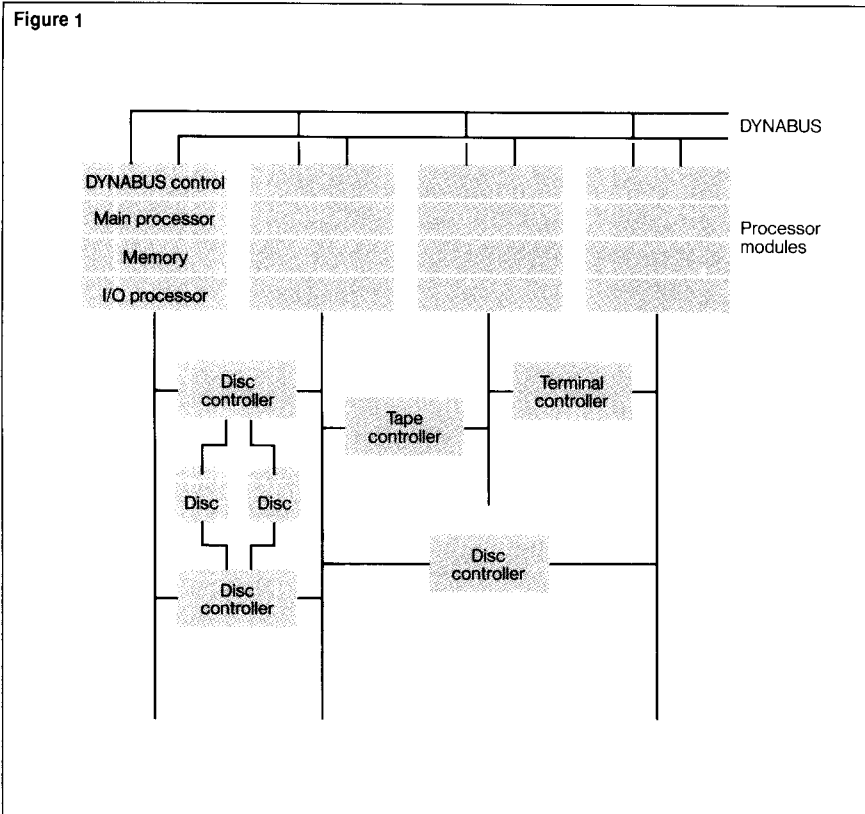 Figure 1
DYNABUS
DYNABUS control
Main processor
Memory
I/O processor
Processor
modules
Disc
controller
Terminal
controller
Tape
controller
Disc
Disc
Disc
controller
Disc
controller